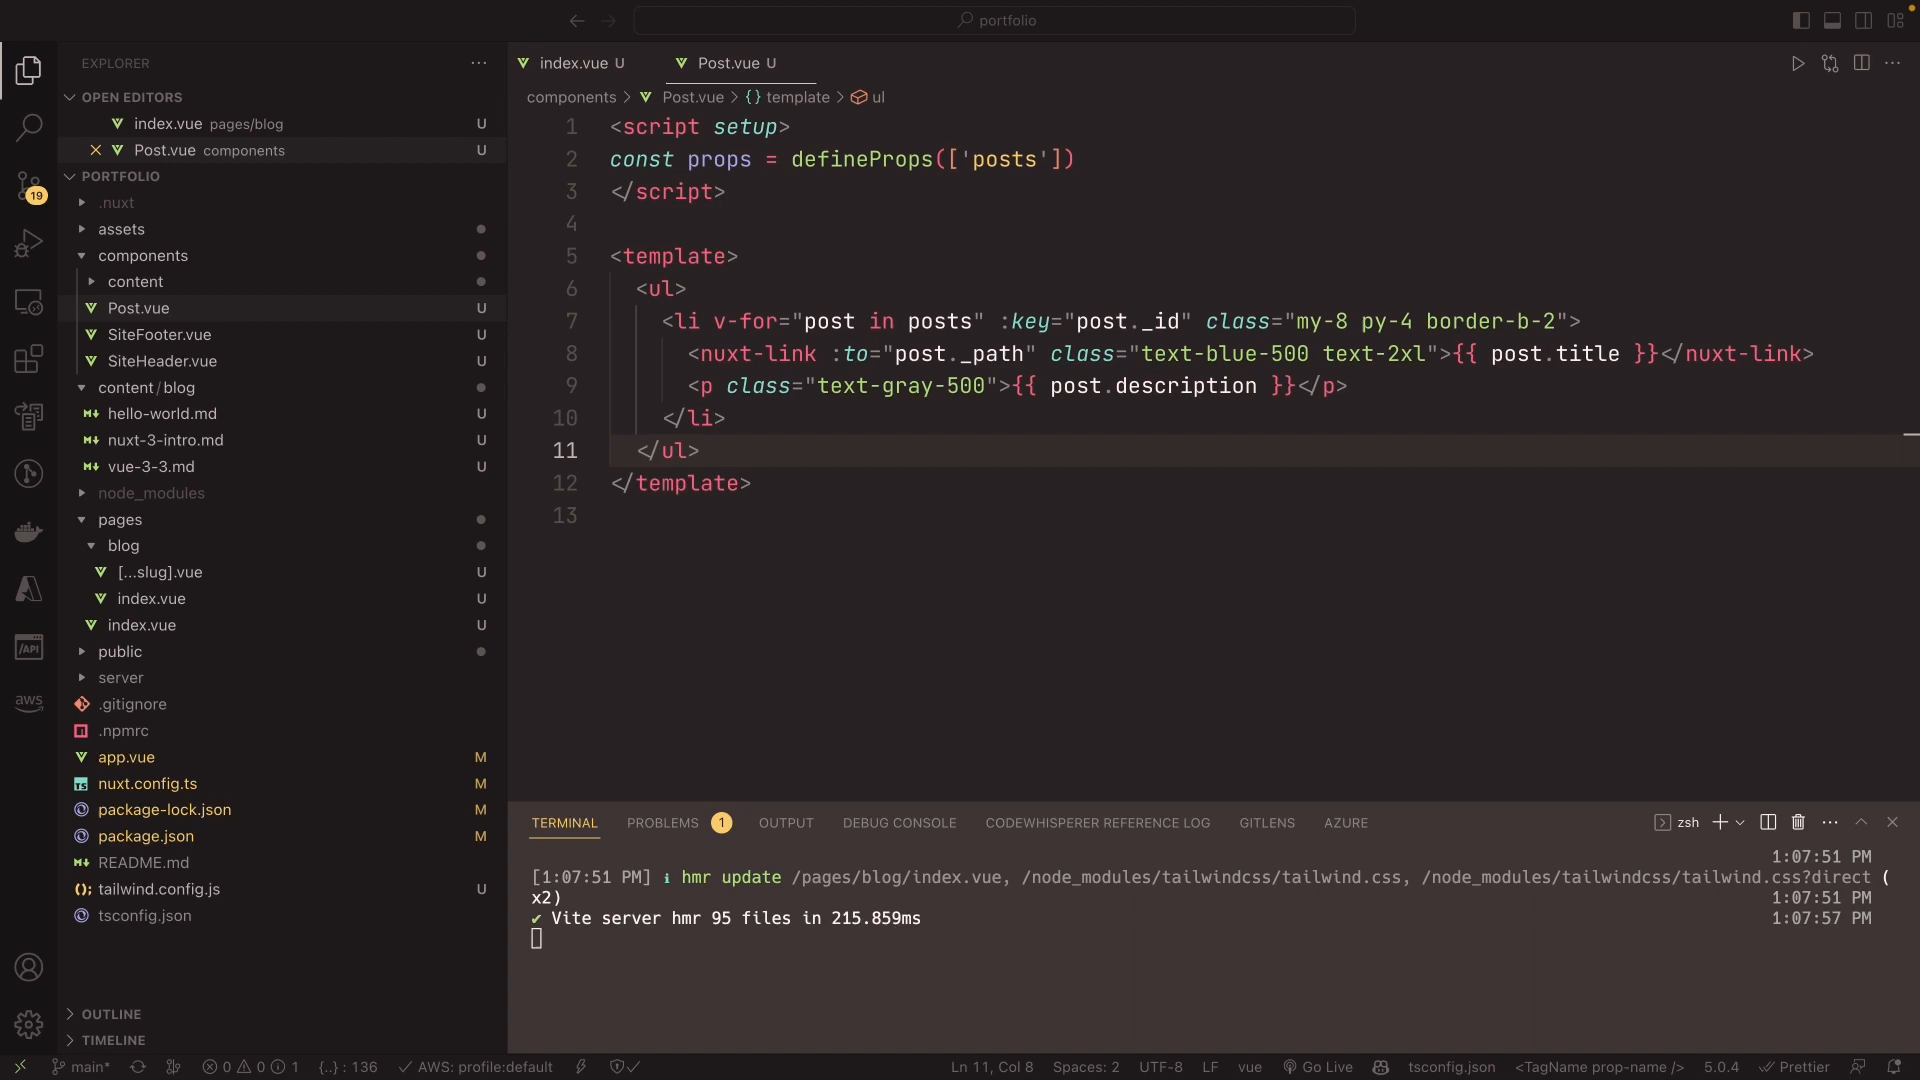 portfolio
EXPLORER
OPEN EDITORS
index.vue pages/blog U
Post.vue components U
PORTFOLIO
.nuxt
assets
components
content
Post.vue U
SiteFooter.vue U
SiteHeader.vue U
content/blog
hello-world.md U
nuxt-3-intro.md U
vue-3-3.md U
node_modules
pages
blog
[...slug].vue U
index.vue U
index.vue U
public
server
.gitignore
.npmrc
app.vue M
nuxt.config.ts M
package-lock.json M
package.json M
README.md
tailwind.config.js U
tsconfig.json
OUTLINE
TIMELINE
19
/API
aws
index.vue U
Post.vue U
components > Post.vue > {} template > ul
1 <script setup>
2 const props = defineProps(['posts'])
3 </script>
4
5 <template>
6 <ul>
7 <li v-for="post in posts" :key="post._id" class="my-8 py-4 border-b-2">
8 <nuxt-link :to="post._path" class="text-blue-500 text-2xl">{{ post.title }}</nuxt-link>
9 <p class="text-gray-500">{{ post.description }}</p>
10 </li>
11 </ul>
12 </template>
13
TERMINAL PROBLEMS 1 OUTPUT DEBUG CONSOLE CODEWHISPERER REFERENCE LOG GITLENS AZURE zsh
1:07:51 PM
[1:07:51 PM] ℹ hmr update /pages/blog/index.vue, /node_modules/tailwindcss/tailwind.css, /node_modules/tailwindcss/tailwind.css?direct (
x2) 1:07:51 PM
✔ Vite server hmr 95 files in 215.859ms 1:07:57 PM
main* 0 0 1 {..} : 136 AWS: profile:default Ln 11, Col 8 Spaces: 2 UTF-8 LF vue Go Live tsconfig.json <TagName prop-name /> 5.0.4 Prettier